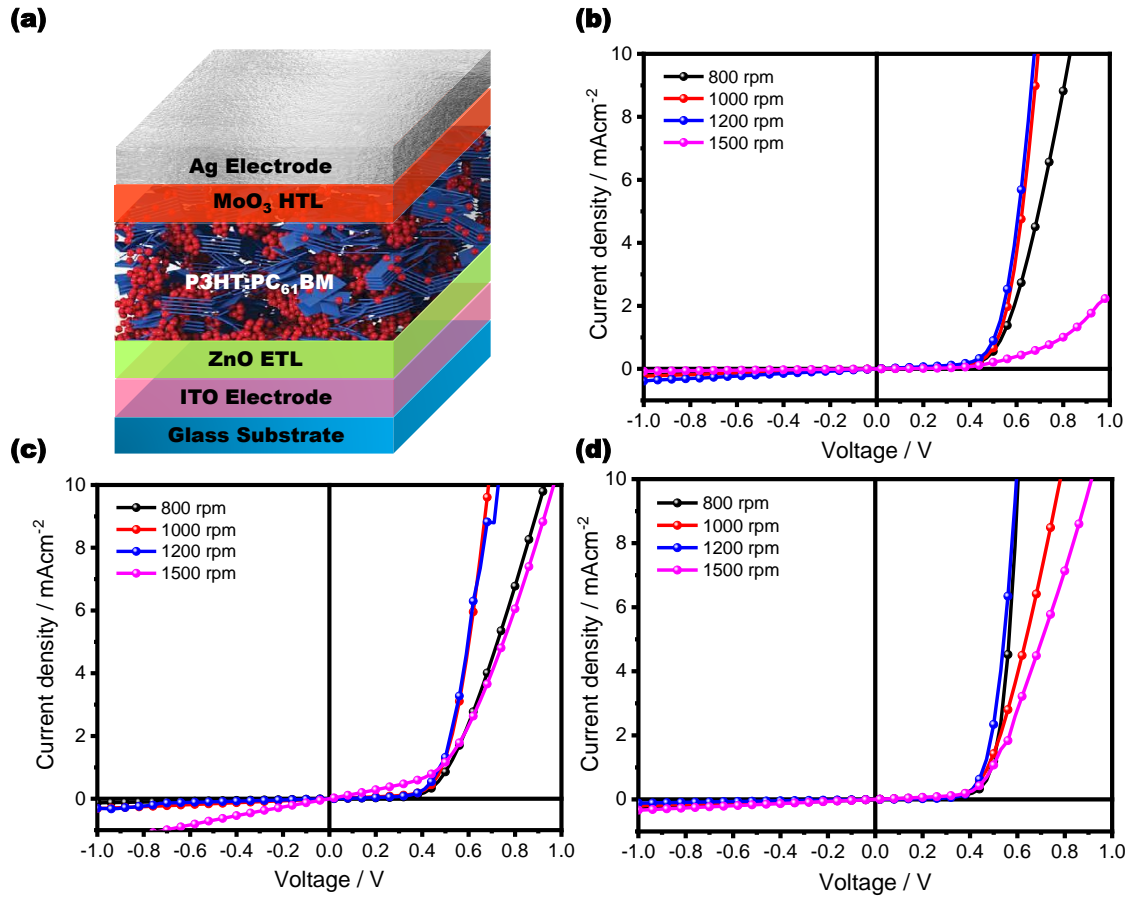 (a)
Ag Electrode
MoO₃ HTL
P3HT:PC₆₁BM
ZnO ETL
ITO Electrode
Glass Substrate
(b)
800 rpm
1000 rpm
1200 rpm
1500 rpm
10
8
6
4
2
0
Current density / mAcm⁻²
-1.0 -0.8 -0.6 -0.4 -0.2 0.0 0.2 0.4 0.6 0.8 1.0
Voltage / V
(c)
800 rpm
1000 rpm
1200 rpm
1500 rpm
10
8
6
4
2
0
Current density / mAcm⁻²
-1.0 -0.8 -0.6 -0.4 -0.2 0.0 0.2 0.4 0.6 0.8 1.0
Voltage / V
(d)
800 rpm
1000 rpm
1200 rpm
1500 rpm
10
8
6
4
2
0
Current density / mAcm⁻²
-1.0 -0.8 -0.6 -0.4 -0.2 0.0 0.2 0.4 0.6 0.8 1.0
Voltage / V